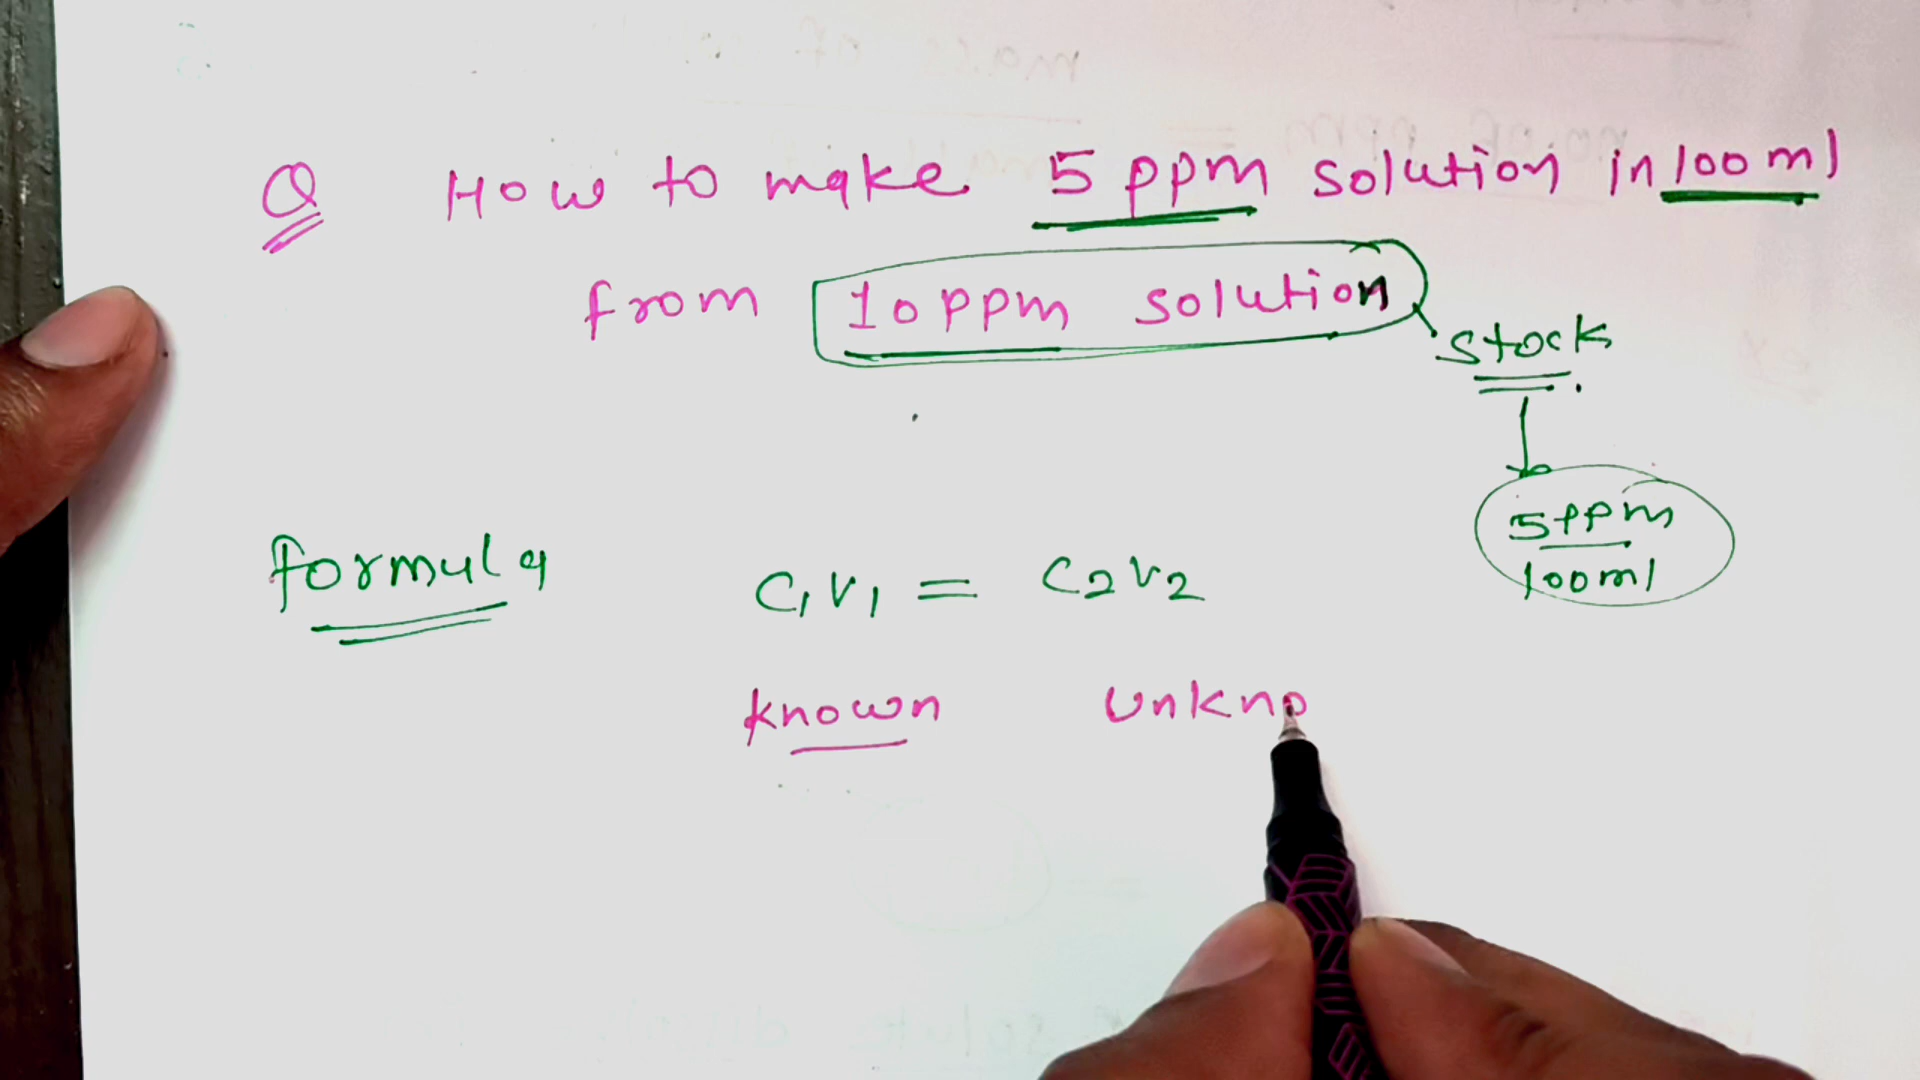 Q How to make 5 ppm solution in 100 ml
from 10 ppm solution
stock
5 ppm
100 ml
formula C1V1 = C2V2
known unkno